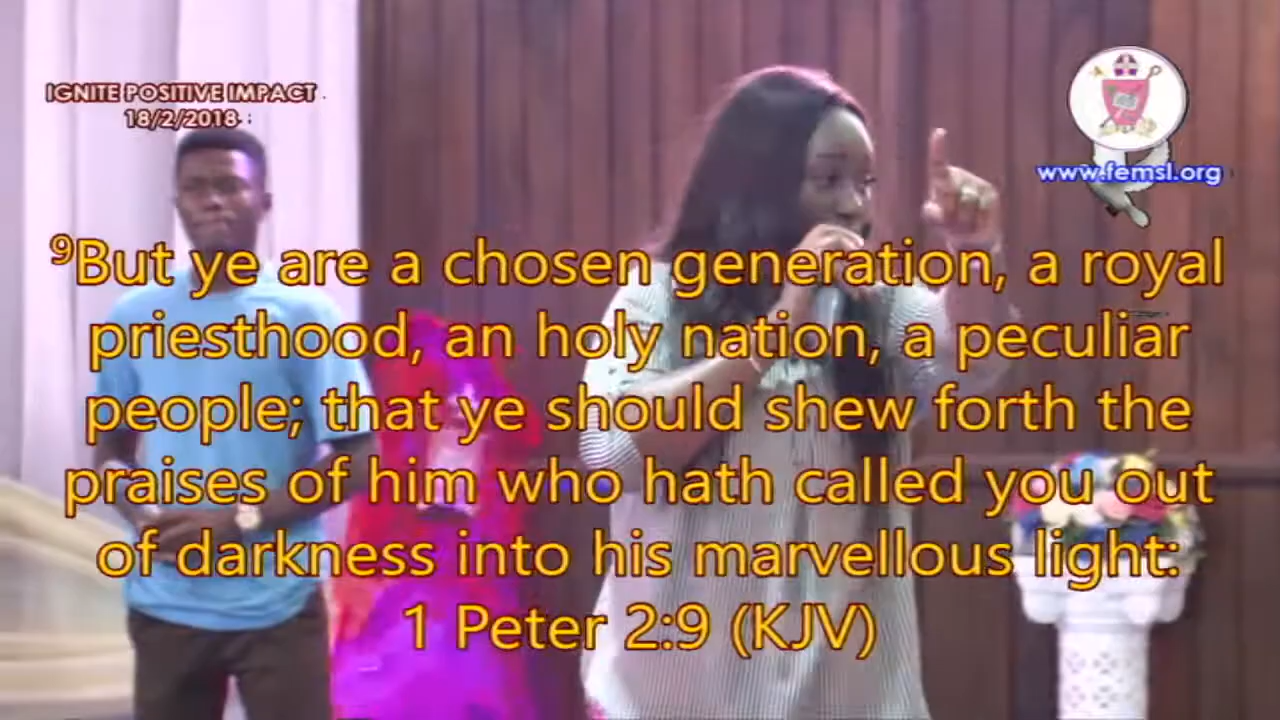 IGNITE POSITIVE IMPACT
18/2/2018
www.femsl.org
⁹But ye are a chosen generation, a royal
priesthood, an holy nation, a peculiar
people; that ye should shew forth the
praises of him who hath called you out
of darkness into his marvellous light:
1 Peter 2:9 (KJV)